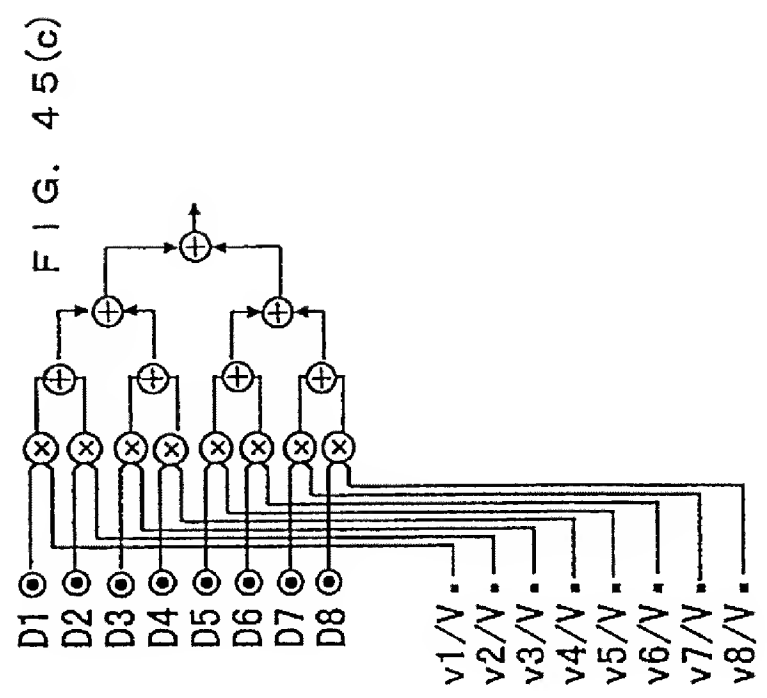 FIG. 45(c)
D1
D2
D3
D4
D5
D6
D7
D8
v1/V
v2/V
v3/V
v4/V
v5/V
v6/V
v7/V
v8/V